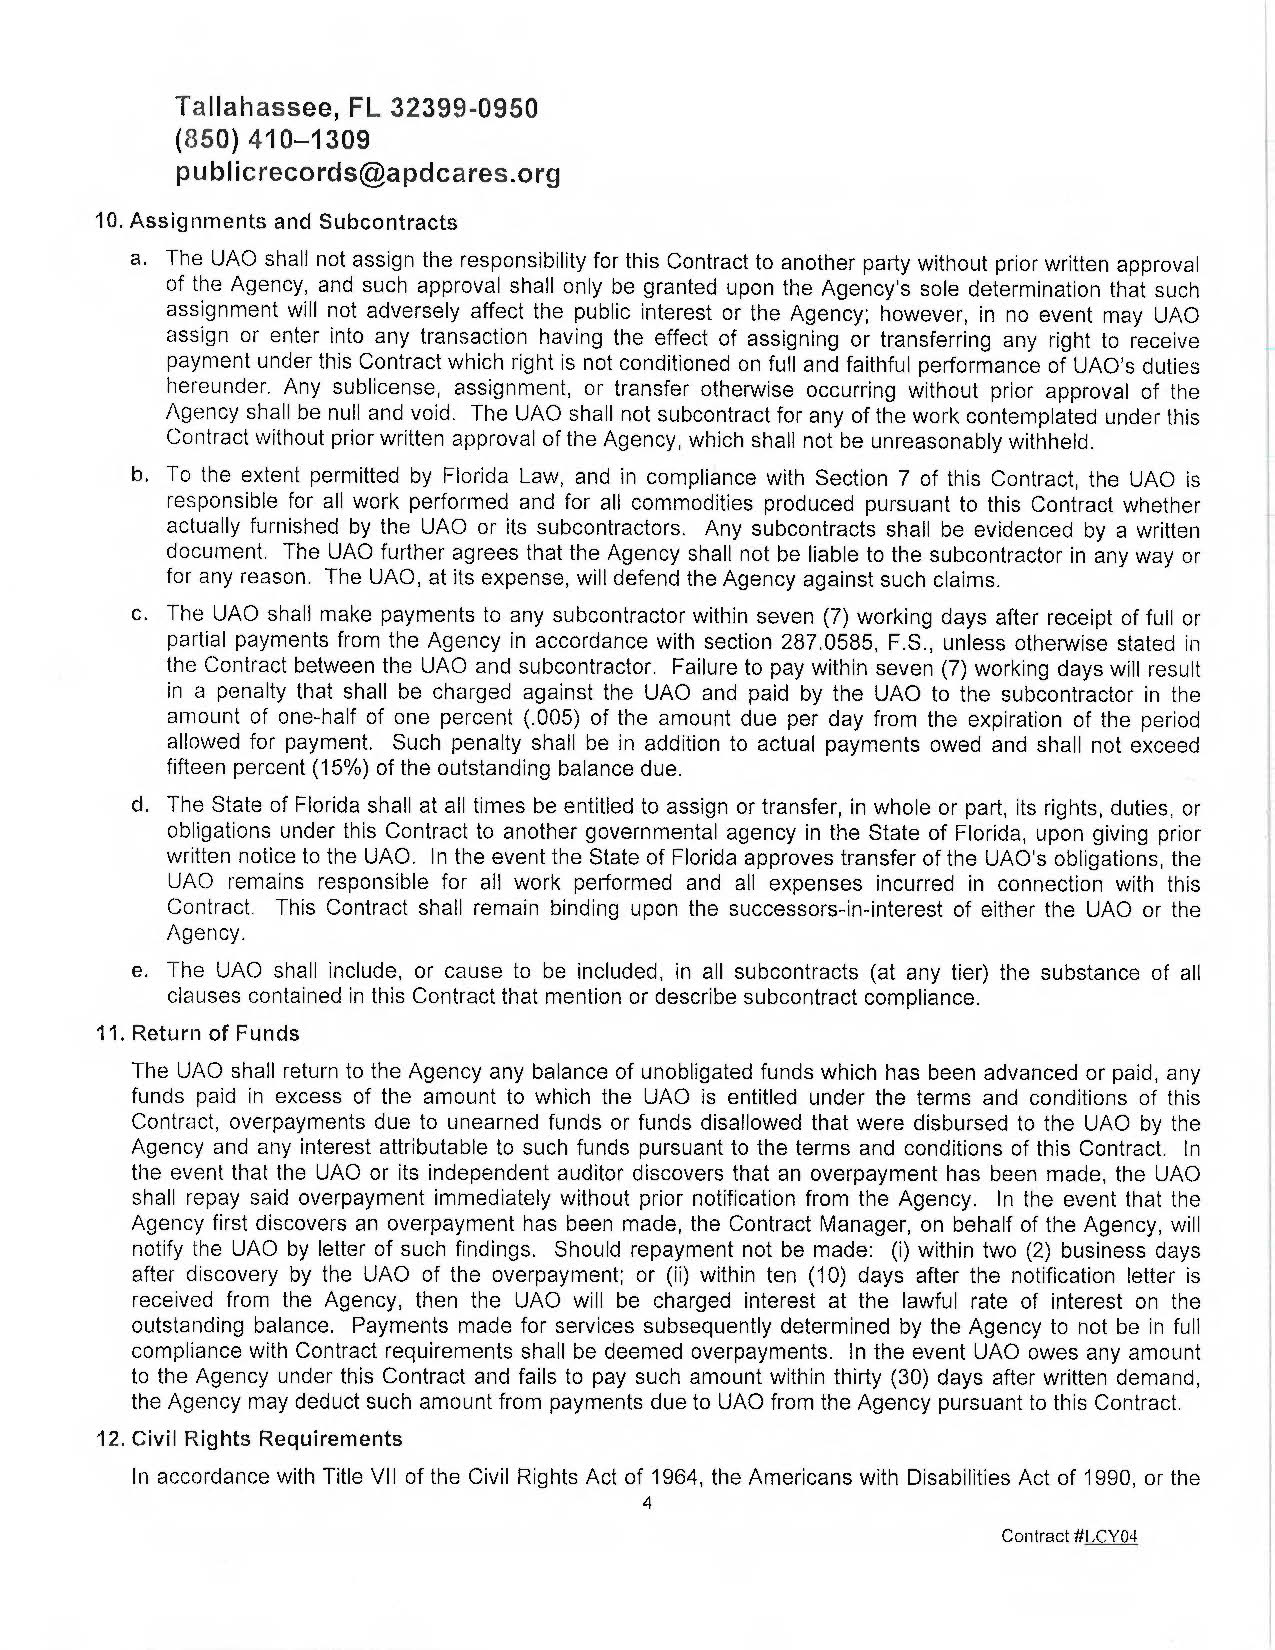 Tallahassee, FL 32399-0950
(850) 410–1309
publicrecords@apdcares.org
10. Assignments and Subcontracts
a. The UAO shall not assign the responsibility for this Contract to another party without prior written approval
of the Agency, and such approval shall only be granted upon the Agency's sole determination that such
assignment will not adversely affect the public interest or the Agency; however, in no event may UAO
assign or enter into any transaction having the effect of assigning or transferring any right to receive
payment under this Contract which right is not conditioned on full and faithful performance of UAO's duties
hereunder. Any sublicense, assignment, or transfer otherwise occurring without prior approval of the
Agency shall be null and void. The UAO shall not subcontract for any of the work contemplated under this
Contract without prior written approval of the Agency, which shall not be unreasonably withheld.
b. To the extent permitted by Florida Law, and in compliance with Section 7 of this Contract, the UAO is
responsible for all work performed and for all commodities produced pursuant to this Contract whether
actually furnished by the UAO or its subcontractors. Any subcontracts shall be evidenced by a written
document. The UAO further agrees that the Agency shall not be liable to the subcontractor in any way or
for any reason. The UAO, at its expense, will defend the Agency against such claims.
c. The UAO shall make payments to any subcontractor within seven (7) working days after receipt of full or
partial payments from the Agency in accordance with section 287.0585, F.S., unless otherwise stated in
the Contract between the UAO and subcontractor. Failure to pay within seven (7) working days will result
in a penalty that shall be charged against the UAO and paid by the UAO to the subcontractor in the
amount of one-half of one percent (.005) of the amount due per day from the expiration of the period
allowed for payment. Such penalty shall be in addition to actual payments owed and shall not exceed
fifteen percent (15%) of the outstanding balance due.
d. The State of Florida shall at all times be entitled to assign or transfer, in whole or part, its rights, duties, or
obligations under this Contract to another governmental agency in the State of Florida, upon giving prior
written notice to the UAO. In the event the State of Florida approves transfer of the UAO's obligations, the
UAO remains responsible for all work performed and all expenses incurred in connection with this
Contract. This Contract shall remain binding upon the successors-in-interest of either the UAO or the
Agency.
e. The UAO shall include, or cause to be included, in all subcontracts (at any tier) the substance of all
clauses contained in this Contract that mention or describe subcontract compliance.
11. Return of Funds
The UAO shall return to the Agency any balance of unobligated funds which has been advanced or paid, any
funds paid in excess of the amount to which the UAO is entitled under the terms and conditions of this
Contract, overpayments due to unearned funds or funds disallowed that were disbursed to the UAO by the
Agency and any interest attributable to such funds pursuant to the terms and conditions of this Contract. In
the event that the UAO or its independent auditor discovers that an overpayment has been made, the UAO
shall repay said overpayment immediately without prior notification from the Agency. In the event that the
Agency first discovers an overpayment has been made, the Contract Manager, on behalf of the Agency, will
notify the UAO by letter of such findings. Should repayment not be made: (i) within two (2) business days
after discovery by the UAO of the overpayment; or (ii) within ten (10) days after the notification letter is
received from the Agency, then the UAO will be charged interest at the lawful rate of interest on the
outstanding balance. Payments made for services subsequently determined by the Agency to not be in full
compliance with Contract requirements shall be deemed overpayments. In the event UAO owes any amount
to the Agency under this Contract and fails to pay such amount within thirty (30) days after written demand,
the Agency may deduct such amount from payments due to UAO from the Agency pursuant to this Contract.
12. Civil Rights Requirements
In accordance with Title VII of the Civil Rights Act of 1964, the Americans with Disabilities Act of 1990, or the
4
Contract #LCY04